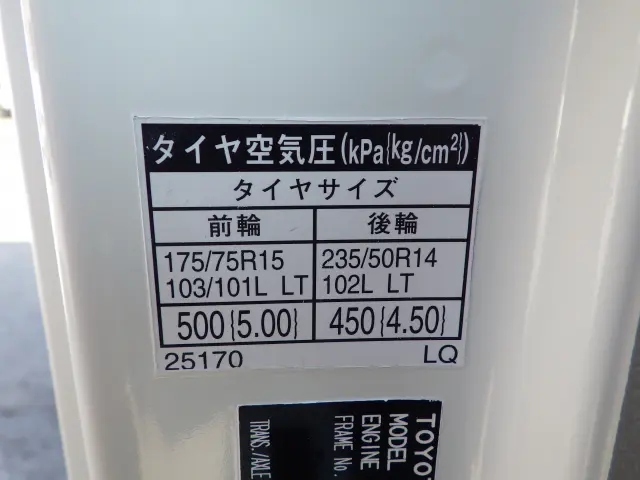 タイヤ空気圧(kPa{kg/cm²})
タイヤサイズ
前輪 後輪
175/75R15 235/50R14
103/101L LT 102L LT
500{5.00} 450{4.50}
25170 LQ
MODEL
ENGINE
FRAME No.
TRANS./AXLE